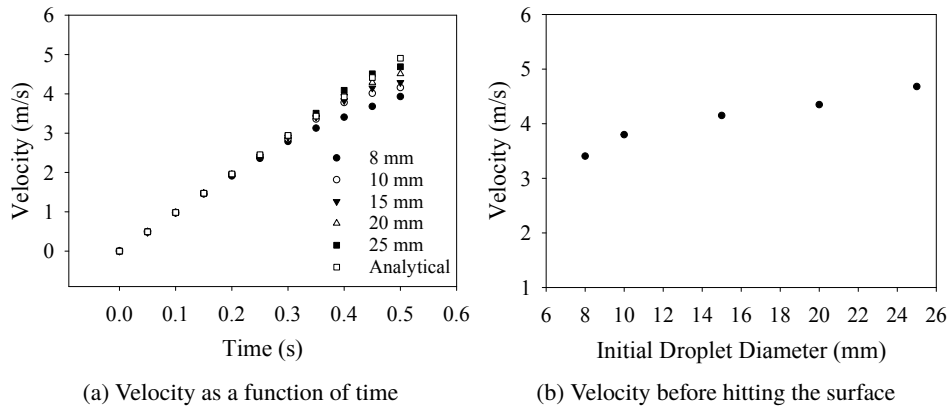 6
5
4
3
2
1
0
Velocity (m/s)
8 mm
10 mm
15 mm
20 mm
25 mm
Analytical
0.0 0.1 0.2 0.3 0.4 0.5 0.6
Time (s)
(a) Velocity as a function of time
6
5
4
3
2
1
Velocity (m/s)
6 8 10 12 14 16 18 20 22 24 26
Initial Droplet Diameter (mm)
(b) Velocity before hitting the surface